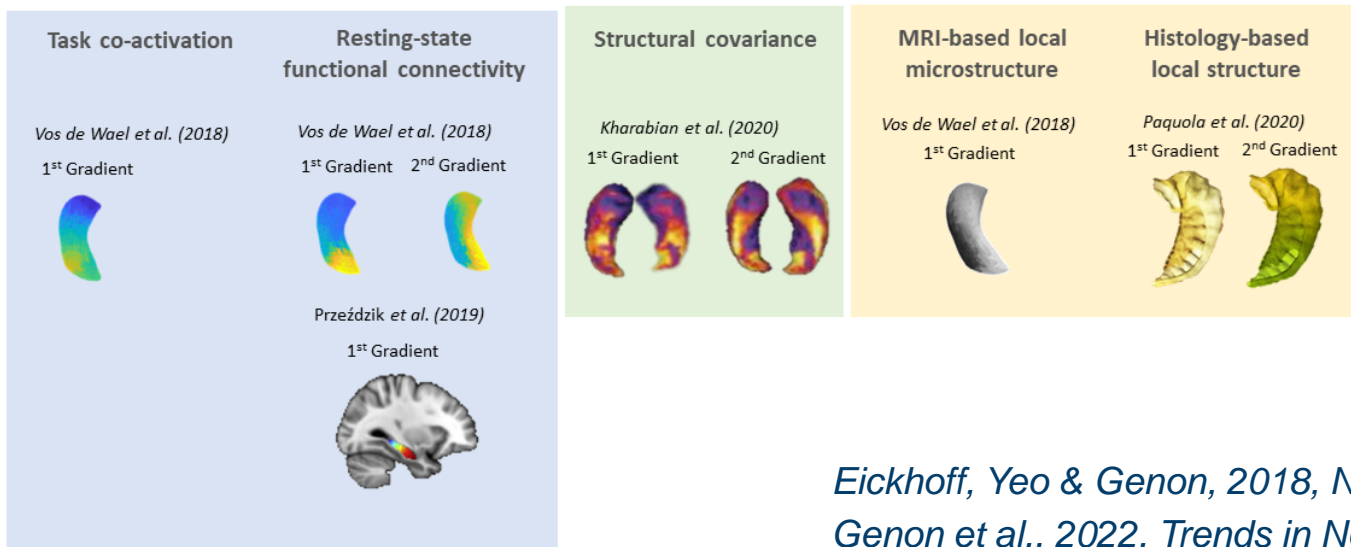 Task co-activation
Vos de Wael et al. (2018)
1st Gradient
Resting-state
functional connectivity
Vos de Wael et al. (2018)
1st Gradient 2nd Gradient
Przeździk et al. (2019)
1st Gradient
Structural covariance
Kharabian et al. (2020)
1st Gradient 2nd Gradient
MRI-based local
microstructure
Vos de Wael et al. (2018)
1st Gradient
Histology-based
local structure
Paquola et al. (2020)
1st Gradient 2nd Gradient
Eickhoff, Yeo & Genon, 2018,
Genon et al., 2022, Trends in